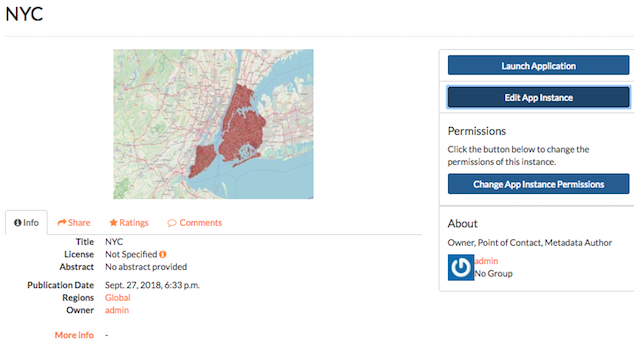 NYC
Launch Application
Edit App Instance
Permissions
Click the button below to change the
permissions of this instance.
Change App Instance Permissions
About
Owner, Point of Contact, Metadata Author
admin
No Group
Info Share Ratings Comments
Title NYC
License Not Specified
Abstract No abstract provided
Publication Date Sept. 27, 2018, 6:33 p.m.
Regions Global
Owner admin
More info -